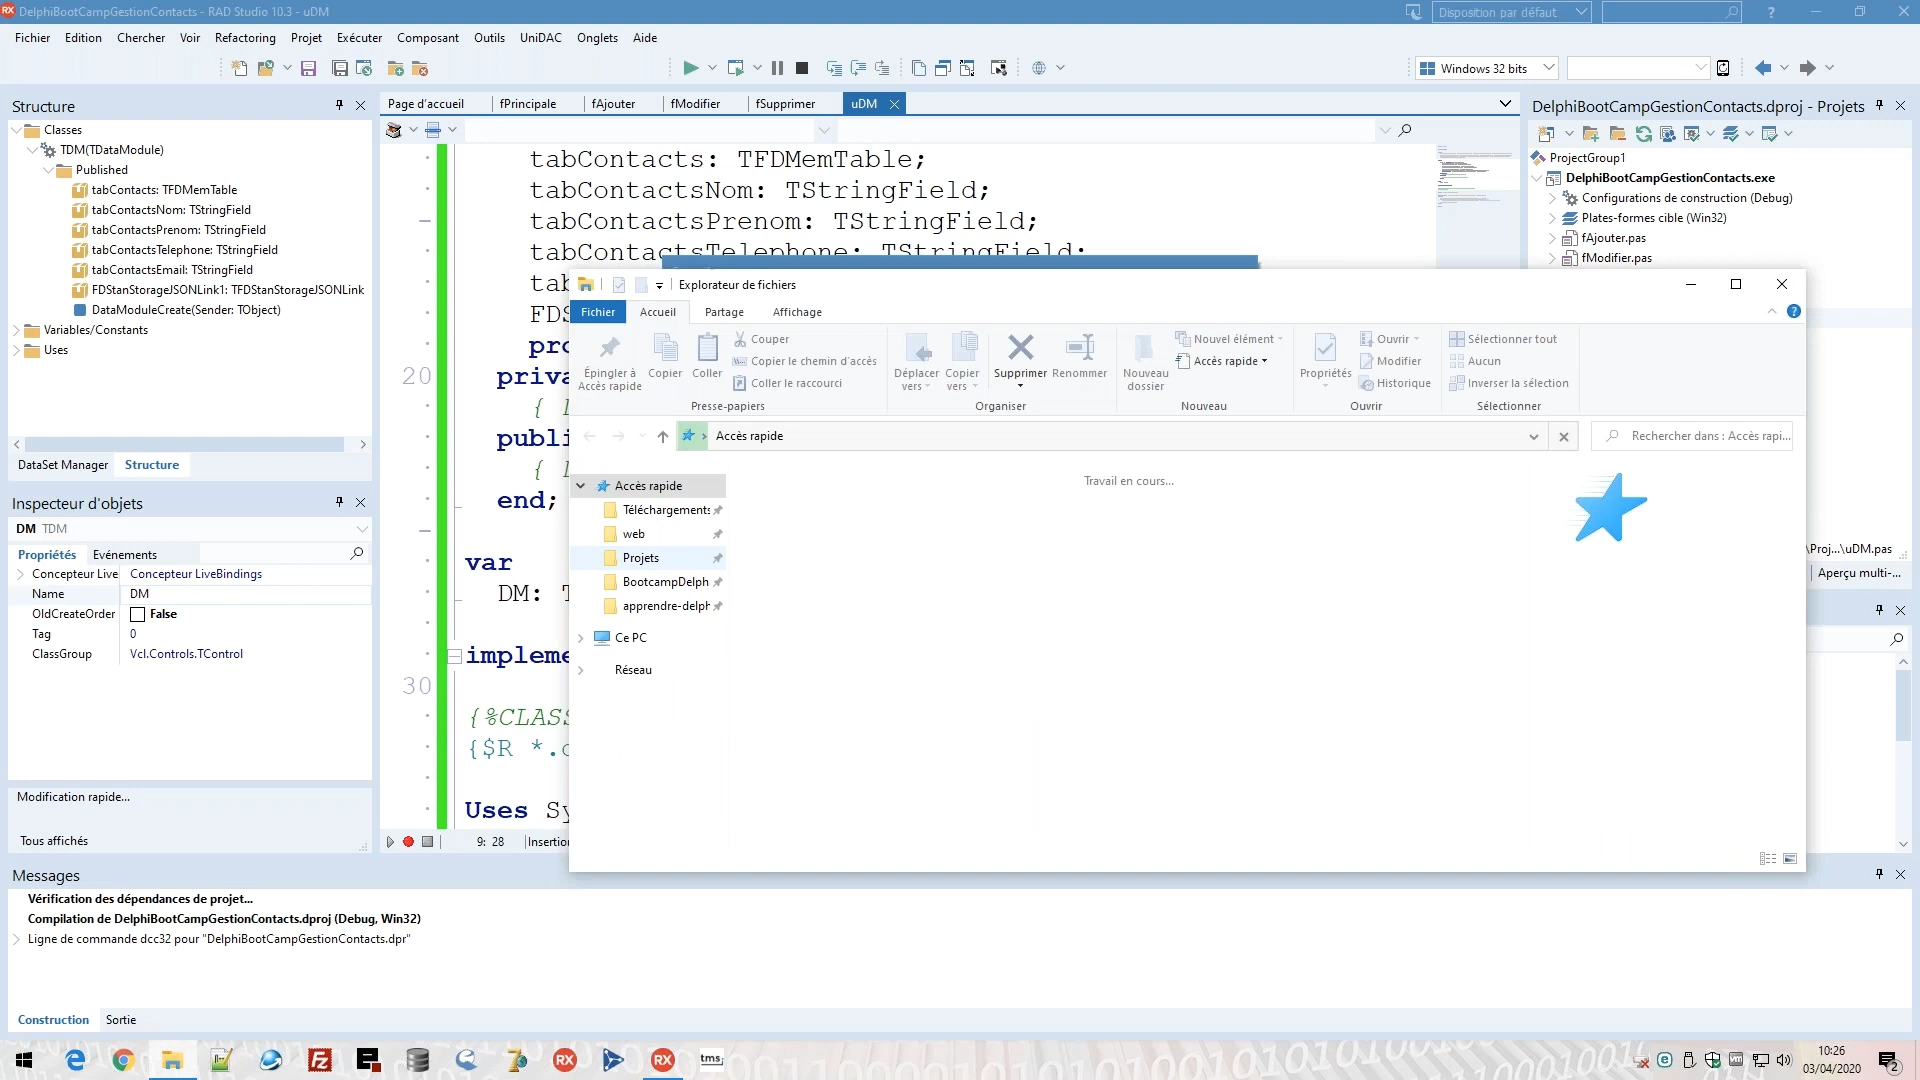 DelphiBootCampGestionContacts - RAD Studio 10.3 - uDM
Disposition par défaut
Fichier Edition Chercher Voir Refactoring Projet Exécuter Composant Outils UniDAC Onglets Aide
Windows 32 bits
Structure
Classes
TDM(TDataModule)
Published
tabContacts: TFDMemTable
tabContactsNom: TStringField
tabContactsPrenom: TStringField
tabContactsTelephone: TStringField
tabContactsEmail: TStringField
FDStanStorageJSONLink1: TFDStanStorageJSONLink
DataModuleCreate(Sender: TObject)
Variables/Constants
Uses
DataSet Manager Structure
Inspecteur d'objets
DM TDM
Propriétés Evénements
Concepteur Live Concepteur LiveBindings
Name DM
OldCreateOrder False
Tag 0
ClassGroup Vcl.Controls.TControl
Modification rapide...
Tous affichés
Page d'accueil fPrincipale fAjouter fModifier fSupprimer uDM
tabContacts: TFDMemTable;
tabContactsNom: TStringField;
tabContactsPrenom: TStringField;
tabContactsTelephone: TStringField;
20
end;
var
DM:
30
{$R *.
Uses
9: 28 Insertion
DelphiBootCampGestionContacts.dproj - Projets
ProjectGroup1
DelphiBootCampGestionContacts.exe
Configurations de construction (Debug)
Plates-formes cible (Win32)
fAjouter.pas
fModifier.pas
\Proj...\uDM.pas
Aperçu multi-...
Explorateur de fichiers
Fichier Accueil Partage Affichage
Épingler à Accès rapide
Copier
Coller
Couper
Copier le chemin d'accès
Coller le raccourci
Presse-papiers
Déplacer vers
Copier vers
Supprimer
Renommer
Organiser
Nouveau dossier
Nouvel élément
Accès rapide
Nouveau
Propriétés
Ouvrir
Modifier
Historique
Ouvrir
Sélectionner tout
Aucun
Inverser la sélection
Sélectionner
Accès rapide
Rechercher dans : Accès rapi...
Accès rapide
Téléchargements
web
Projets
BootcampDelph
apprendre-delph
Ce PC
Réseau
Travail en cours...
Messages
Vérification des dépendances de projet...
Compilation de DelphiBootCampGestionContacts.dproj (Debug, Win32)
Ligne de commande dcc32 pour "DelphiBootCampGestionContacts.dpr"
Construction Sortie
RX
RX
tms
10:26
03/04/2020
2